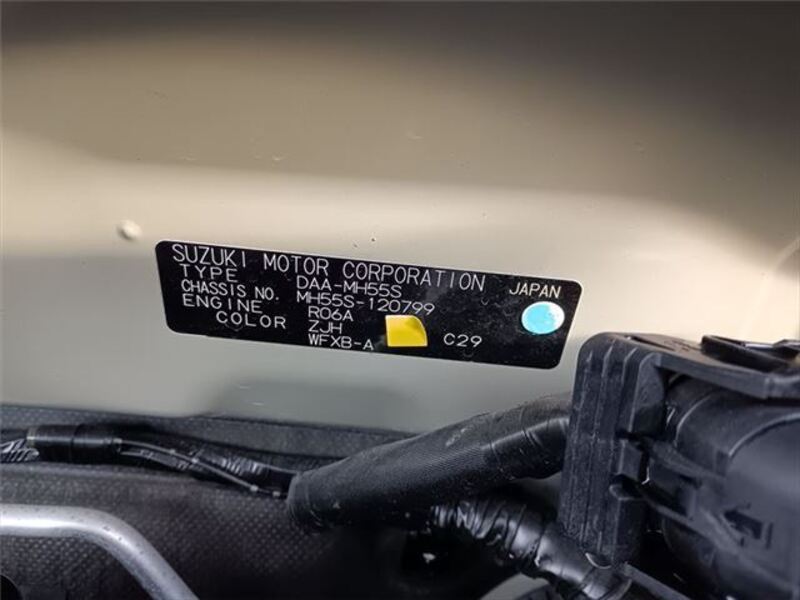 SUZUKI MOTOR CORPORATION JAPAN
TYPE DAA-MH55S
CHASSIS NO. MH55S-120799
ENGINE R06A
COLOR ZJH
WFXB-A C29